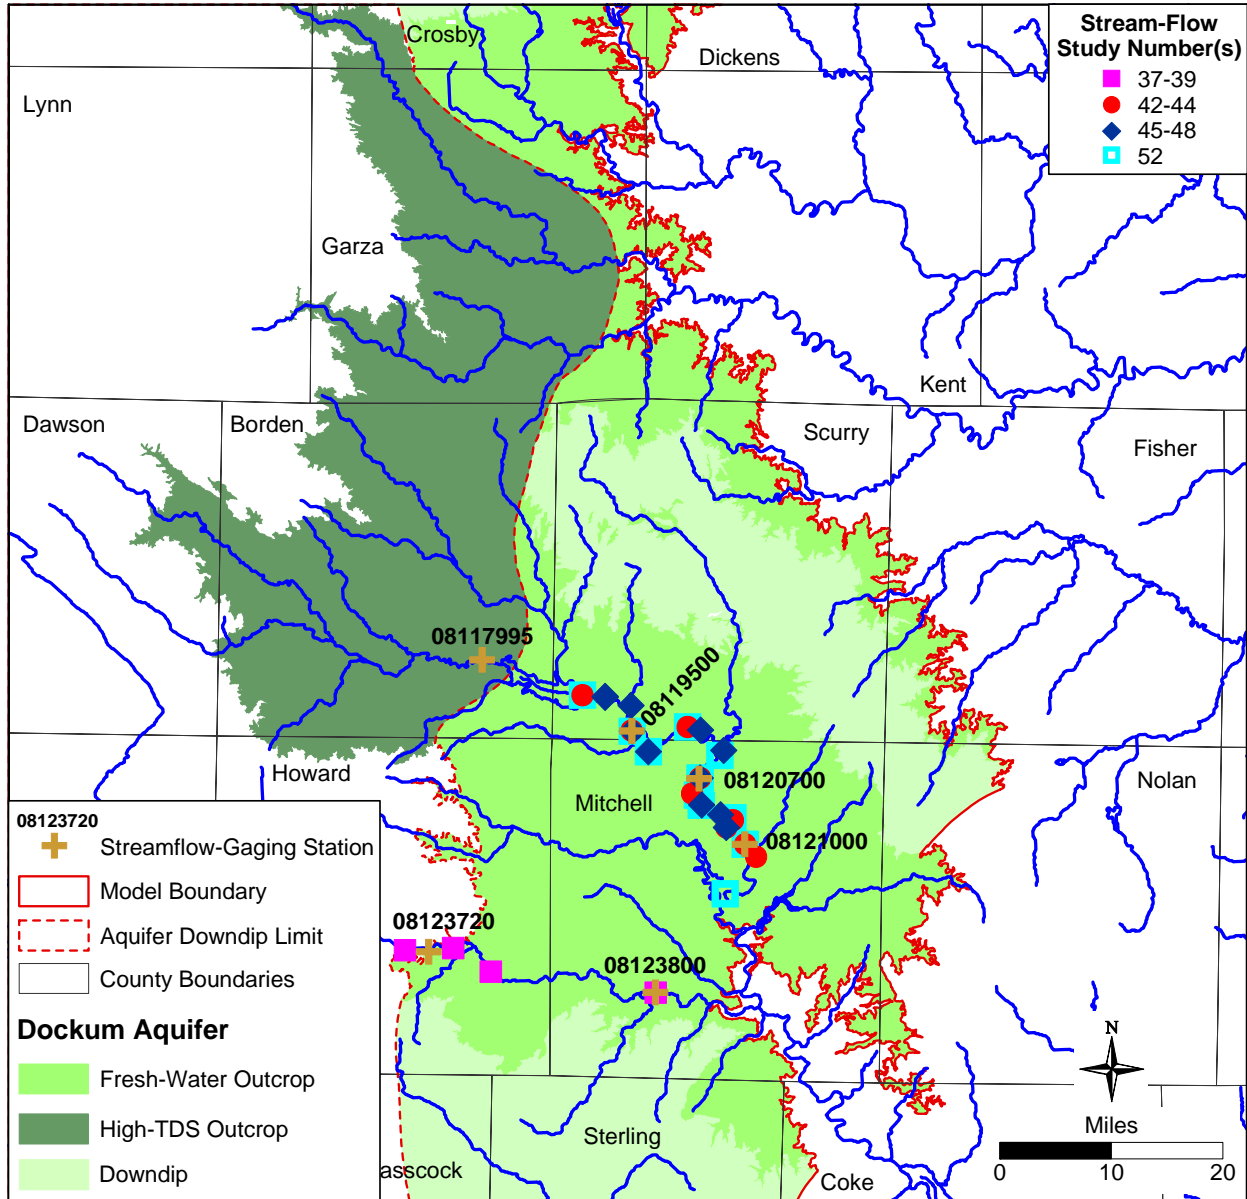 Crosby
Dickens
Stream-Flow
Study Number(s)
37-39
42-44
45-48
52
Lynn
Garza
Kent
Dawson
Borden
Scurry
Fisher
08117995
08119500
Howard
08120700
Nolan
Mitchell
08121000
08123720
Streamflow-Gaging Station
Model Boundary
Aquifer Downdip Limit
County Boundaries
Dockum Aquifer
Fresh-Water Outcrop
High-TDS Outcrop
Downdip
08123720
08123800
N
Miles
0 10 20
Sterling
asscock
Coke